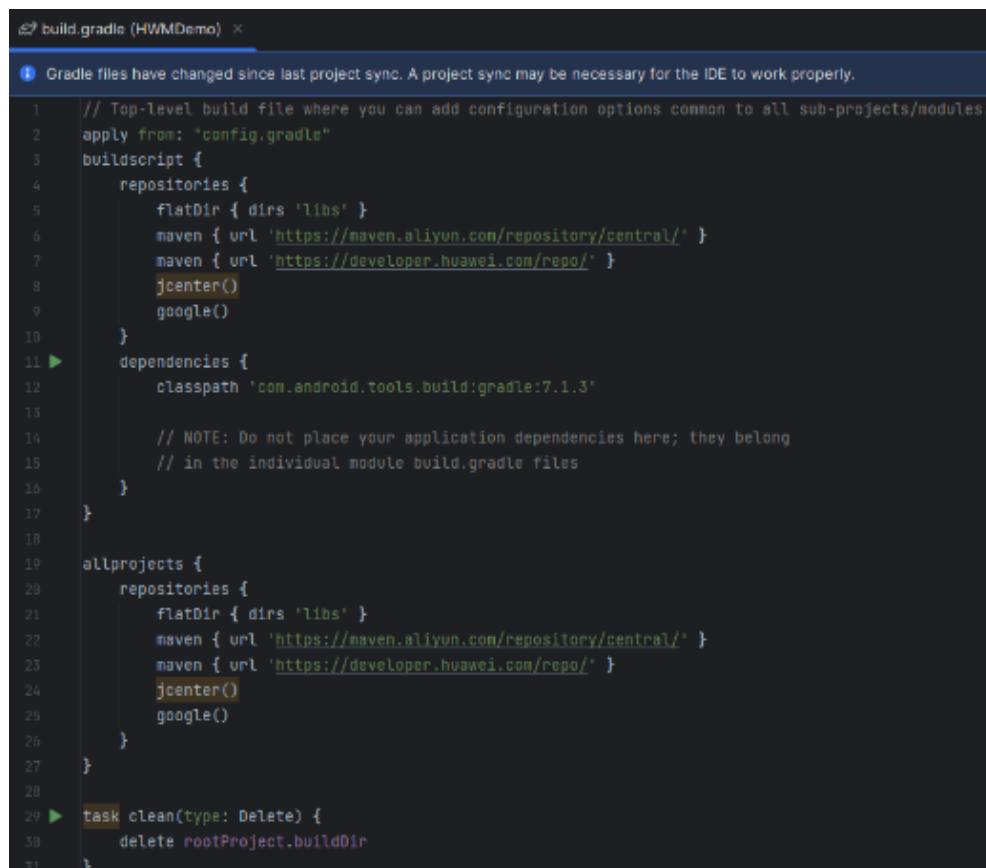 build.gradle (HWMDemo) ×
Gradle files have changed since last project sync. A project sync may be necessary for the IDE to work properly.
1 // Top-level build file where you can add configuration options common to all sub-projects/modules
2 apply from: "config.gradle"
3 buildscript {
4 repositories {
5 flatDir { dirs 'libs' }
6 maven { url 'https://maven.aliyun.com/repository/central/' }
7 maven { url 'https://developer.huawei.com/repo/' }
8 jcenter()
9 google()
10 }
11 dependencies {
12 classpath 'com.android.tools.build:gradle:7.1.3'
13
14 // NOTE: Do not place your application dependencies here; they belong
15 // in the individual module build.gradle files
16 }
17 }
18
19 allprojects {
20 repositories {
21 flatDir { dirs 'libs' }
22 maven { url 'https://maven.aliyun.com/repository/central/' }
23 maven { url 'https://developer.huawei.com/repo/' }
24 jcenter()
25 google()
26 }
27 }
28
29 task clean(type: Delete) {
30 delete rootProject.buildDir
31 }